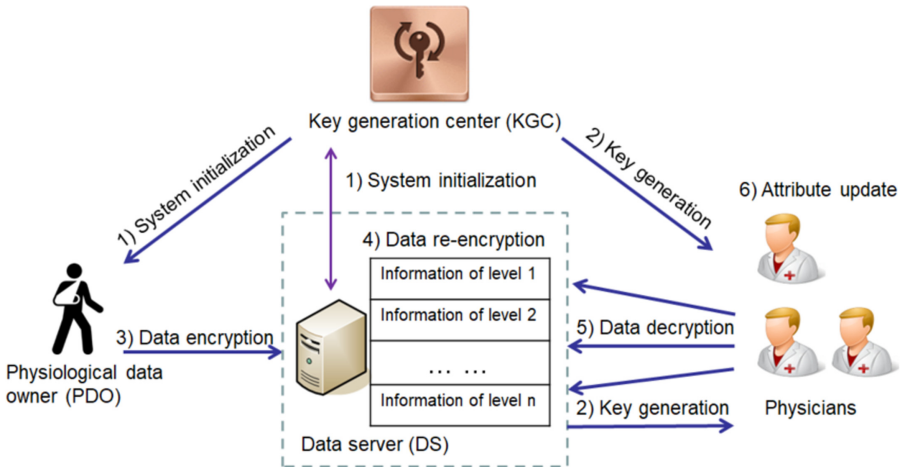 Key generation center (KGC)
1) System initialization
1) System initialization
2) Key generation
6) Attribute update
4) Data re-encryption
Information of level 1
Information of level 2
... ...
Information of level n
3) Data encryption
5) Data decryption
2) Key generation
Physiological data
owner (PDO)
Data server (DS)
Physicians